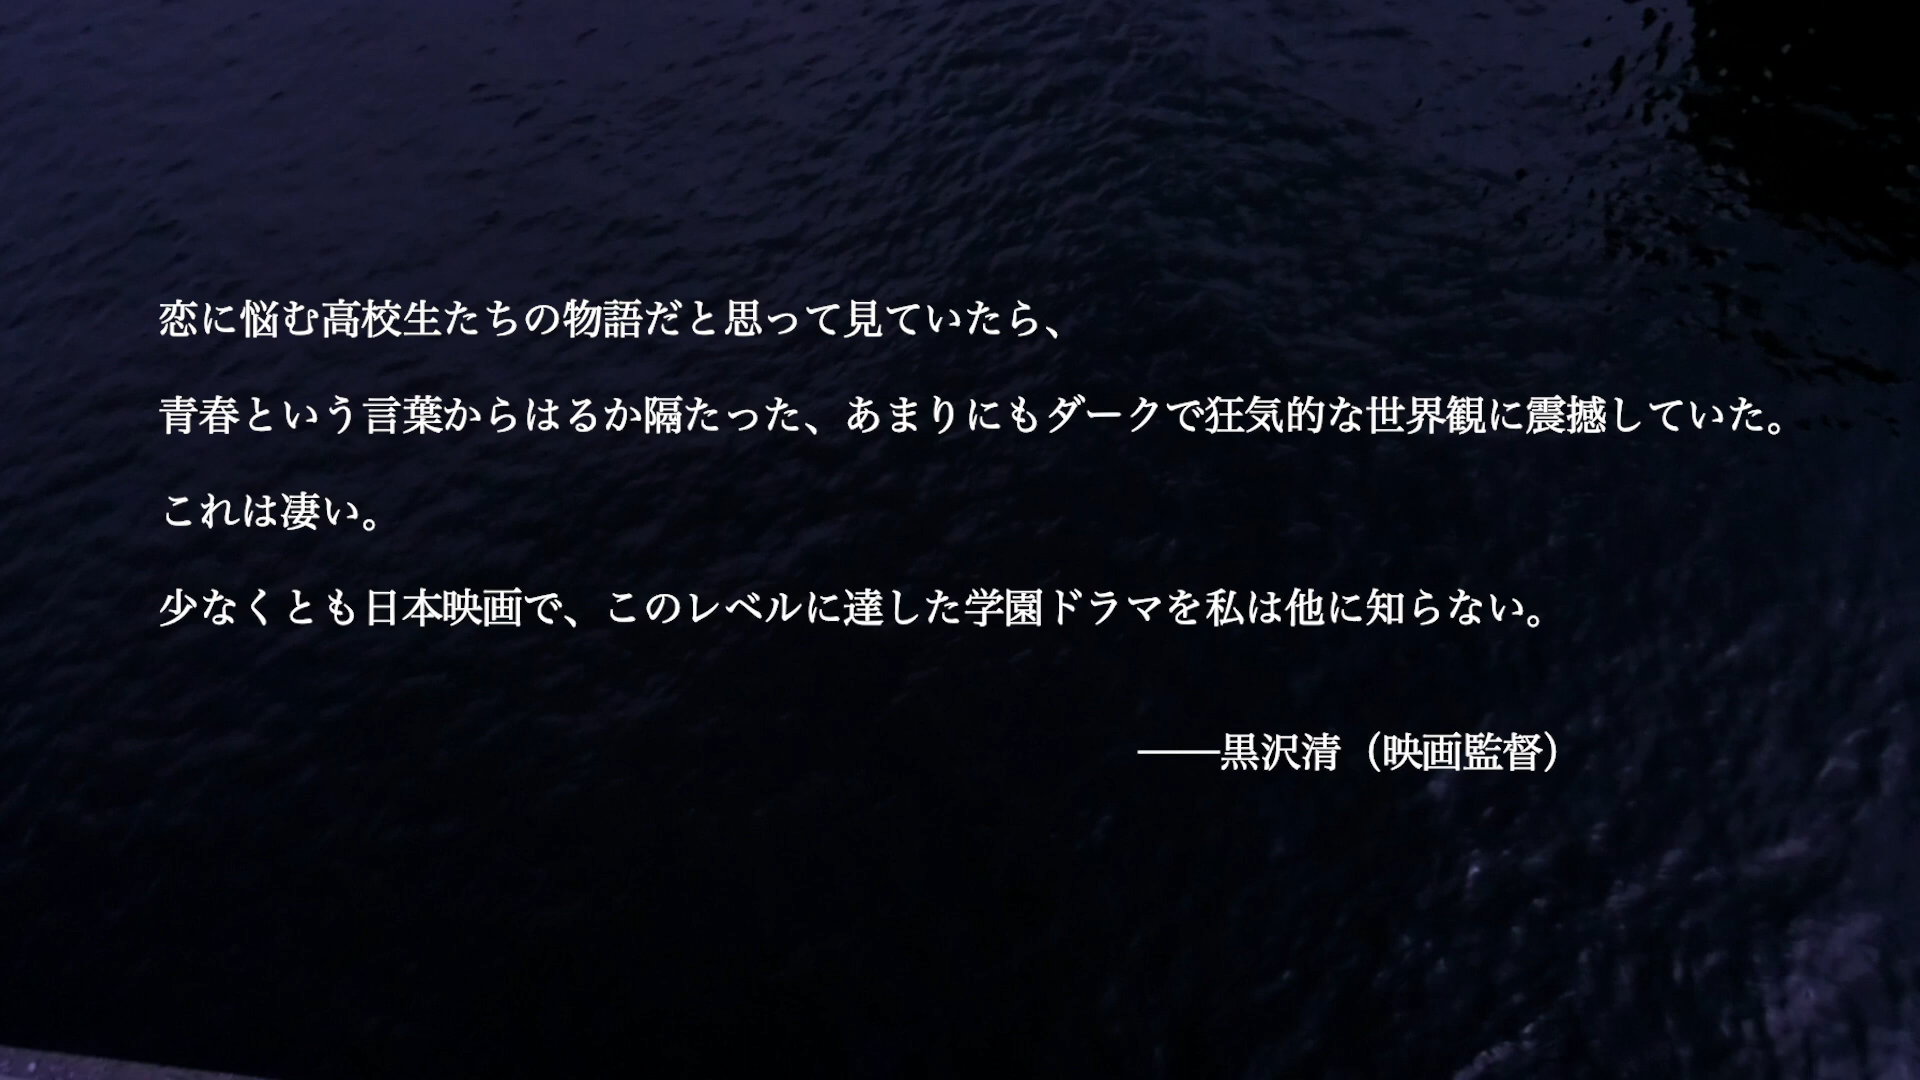 恋に悩む高校生たちの物語だと思って見ていたら、
青春という言葉からはるか隔たった、あまりにもダークで狂気的な世界観に震撼していた。
これは凄い。
少なくとも日本映画で、このレベルに達した学園ドラマを私は他に知らない。
——黒沢清（映画監督）